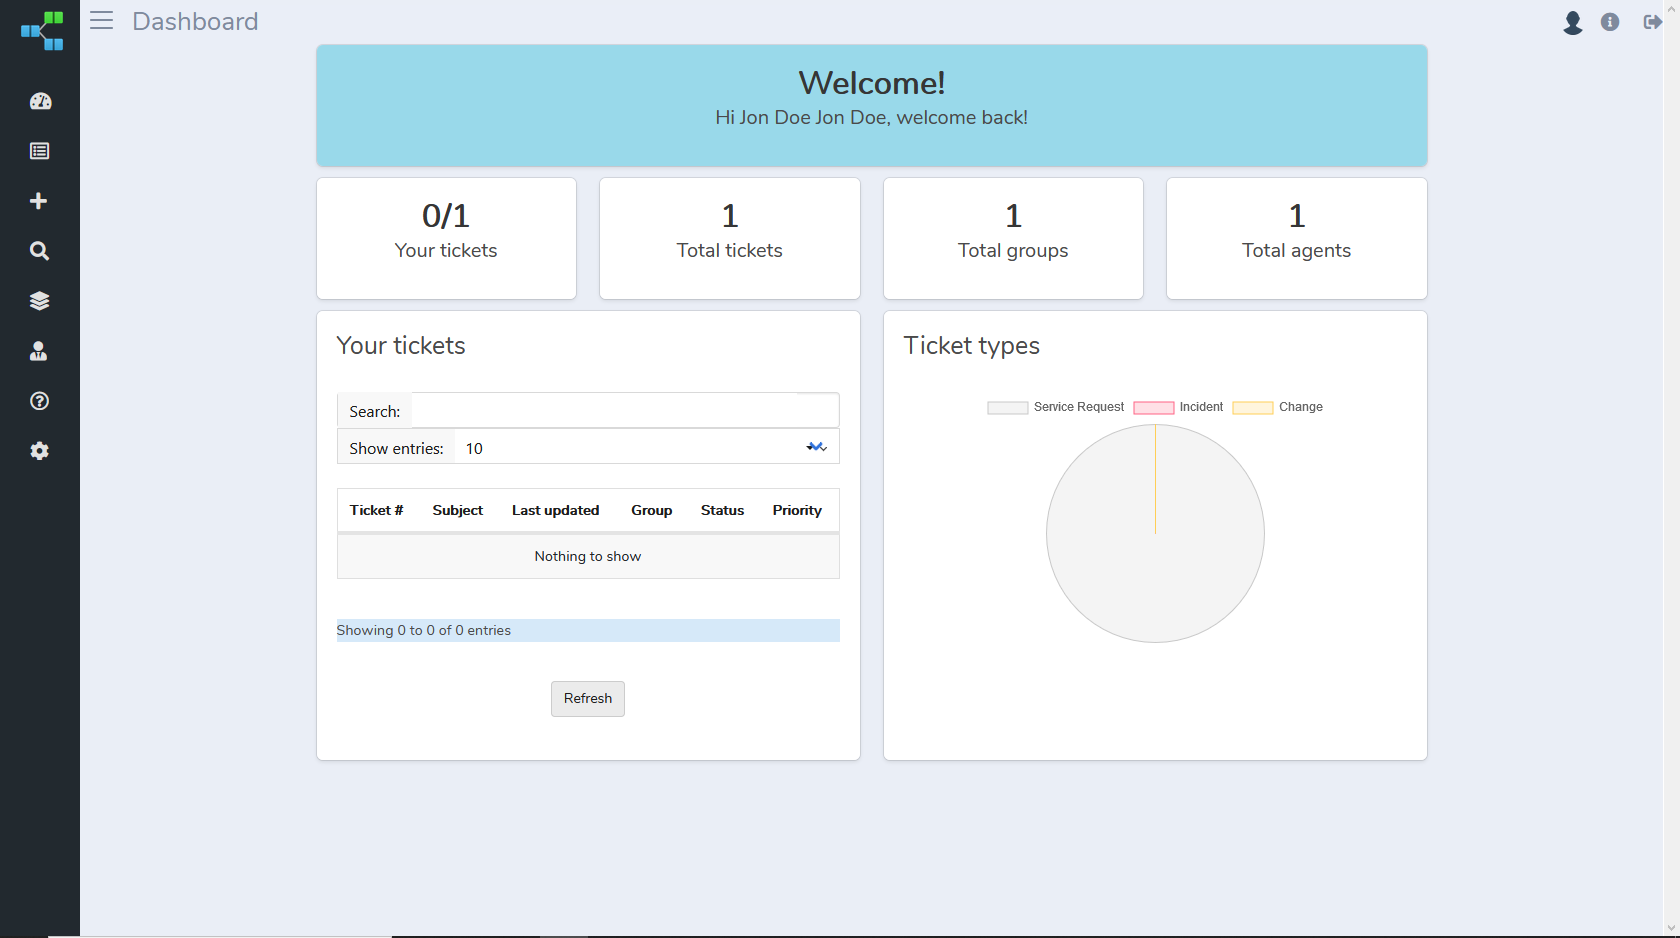 Dashboard
Welcome!
Hi Jon Doe Jon Doe, welcome back!
0/1
Your tickets
1
Total tickets
1
Total groups
1
Total agents
Your tickets
Search:
Show entries: 10
Ticket # Subject Last updated Group Status Priority
Nothing to show
Showing 0 to 0 of 0 entries
Refresh
Ticket types
Service Request Incident Change